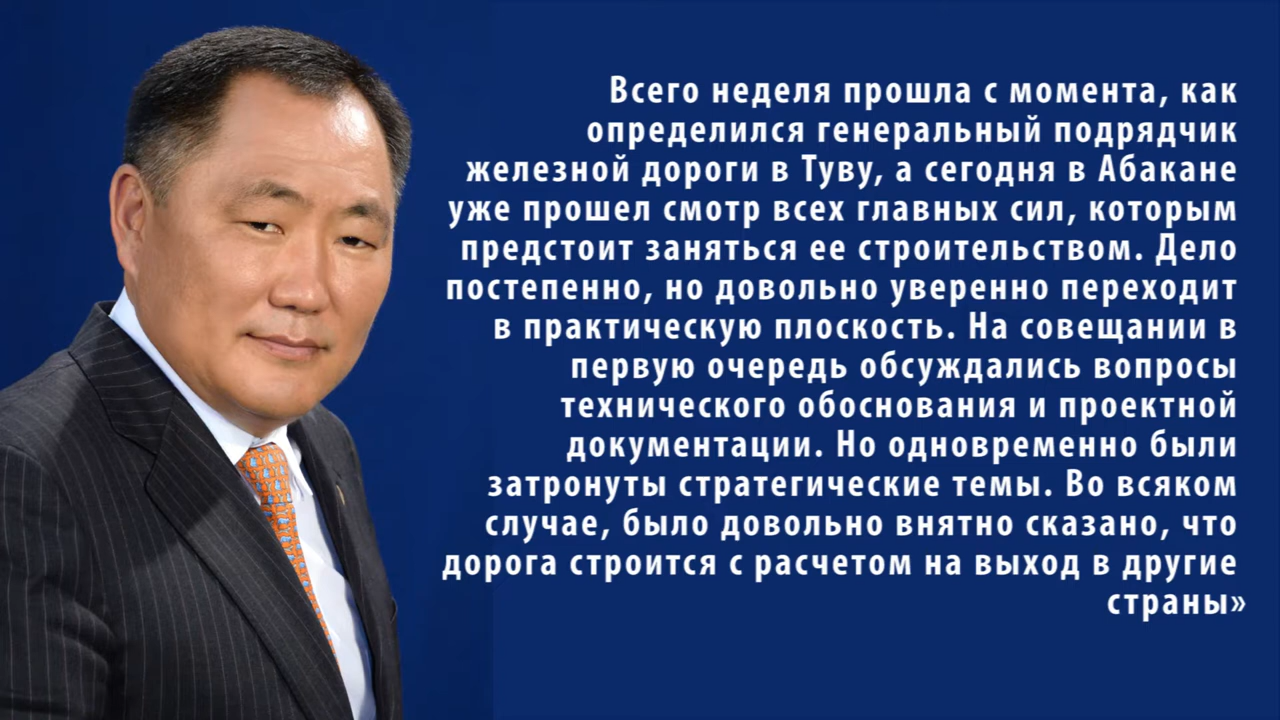 Всего неделя прошла с момента, как
определился генеральный подрядчик
железной дороги в Туву, а сегодня в Абакане
уже прошел смотр всех главных сил, которым
предстоит заняться ее строительством. Дело
постепенно, но довольно уверенно переходит
в практическую плоскость. На совещании в
первую очередь обсуждались вопросы
технического обоснования и проектной
документации. Но одновременно были
затронуты стратегические темы. Во всяком
случае, было довольно внятно сказано, что
дорога строится с расчетом на выход в другие
страны»